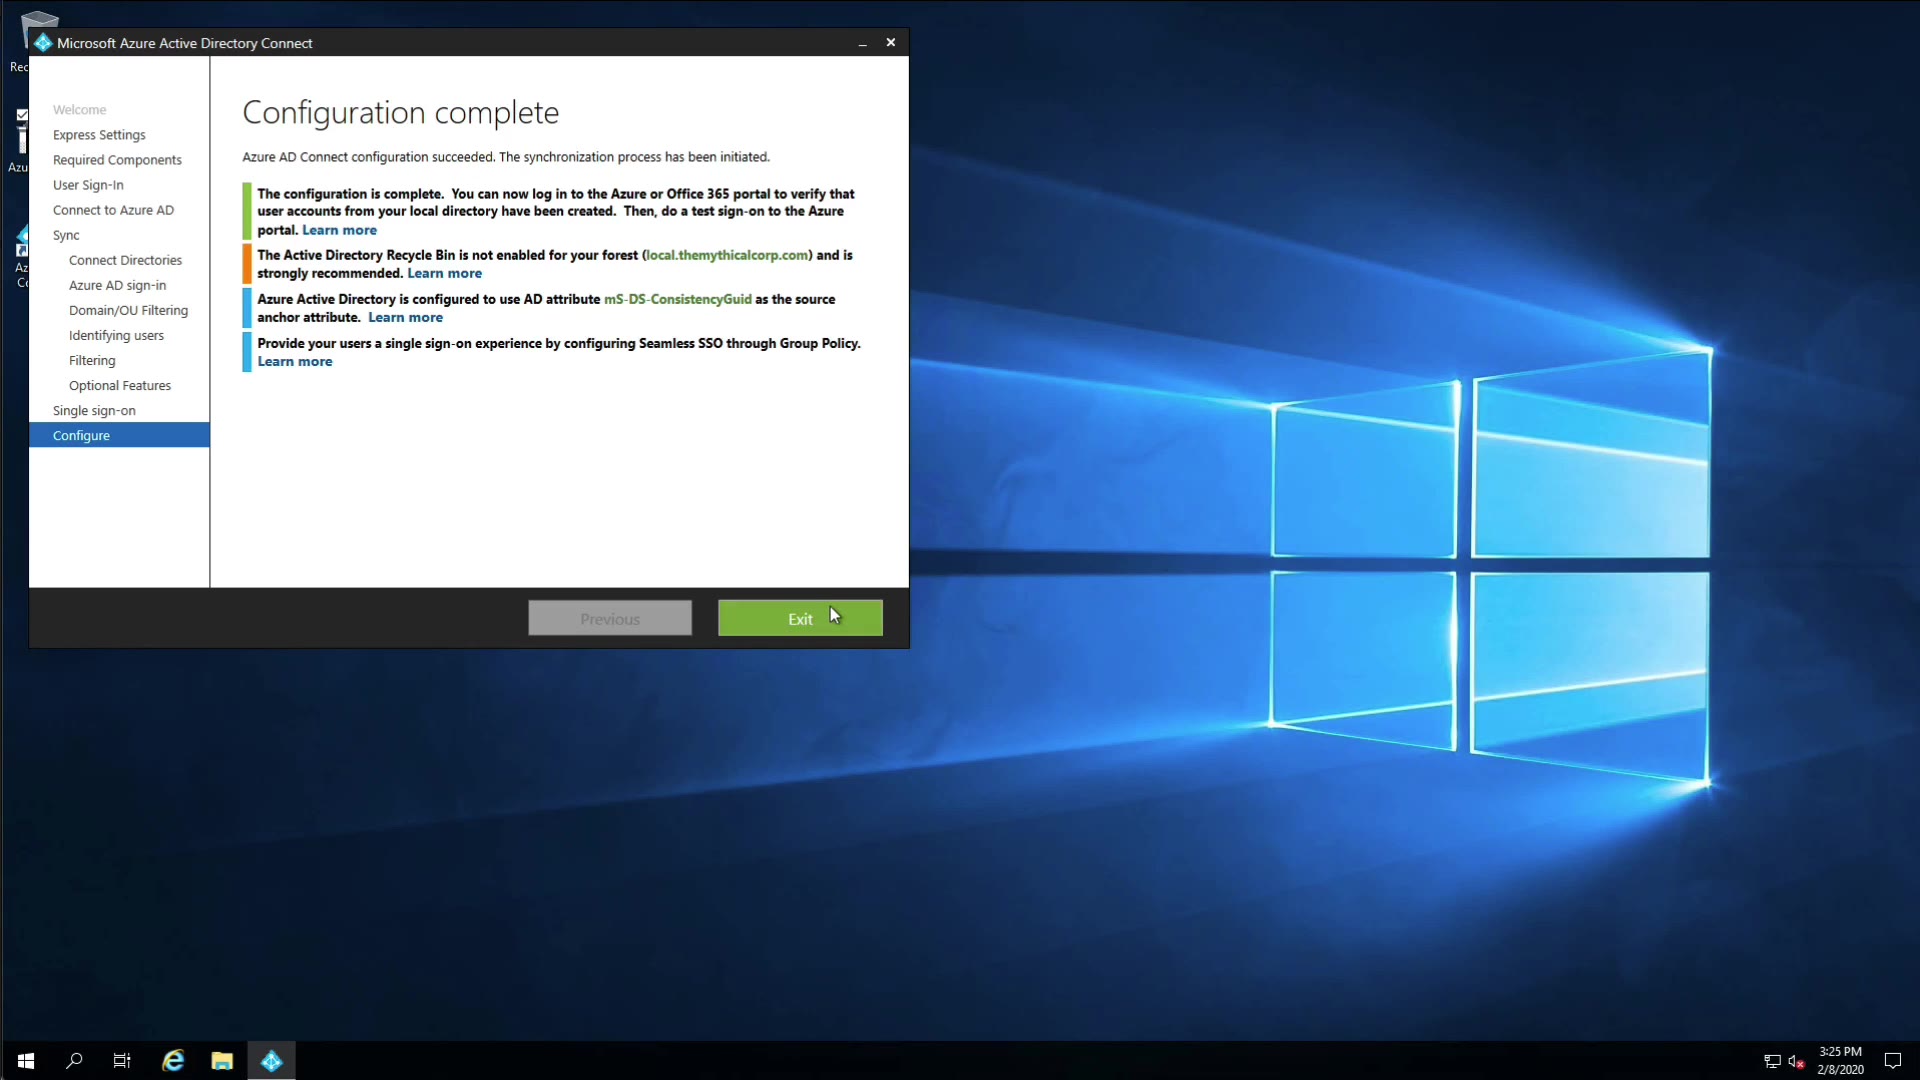 Rec
Azu
Az
Co
Microsoft Azure Active Directory Connect
Welcome
Express Settings
Required Components
User Sign-In
Connect to Azure AD
Sync
Connect Directories
Azure AD sign-in
Domain/OU Filtering
Identifying users
Filtering
Optional Features
Single sign-on
Configure
Configuration complete
Azure AD Connect configuration succeeded. The synchronization process has been initiated.
The configuration is complete. You can now log in to the Azure or Office 365 portal to verify that
user accounts from your local directory have been created. Then, do a test sign-on to the Azure
portal. Learn more
The Active Directory Recycle Bin is not enabled for your forest (local.themythicalcorp.com) and is
strongly recommended. Learn more
Azure Active Directory is configured to use AD attribute mS-DS-ConsistencyGuid as the source
anchor attribute. Learn more
Provide your users a single sign-on experience by configuring Seamless SSO through Group Policy.
Learn more
Previous
Exit
3:25 PM
2/8/2020